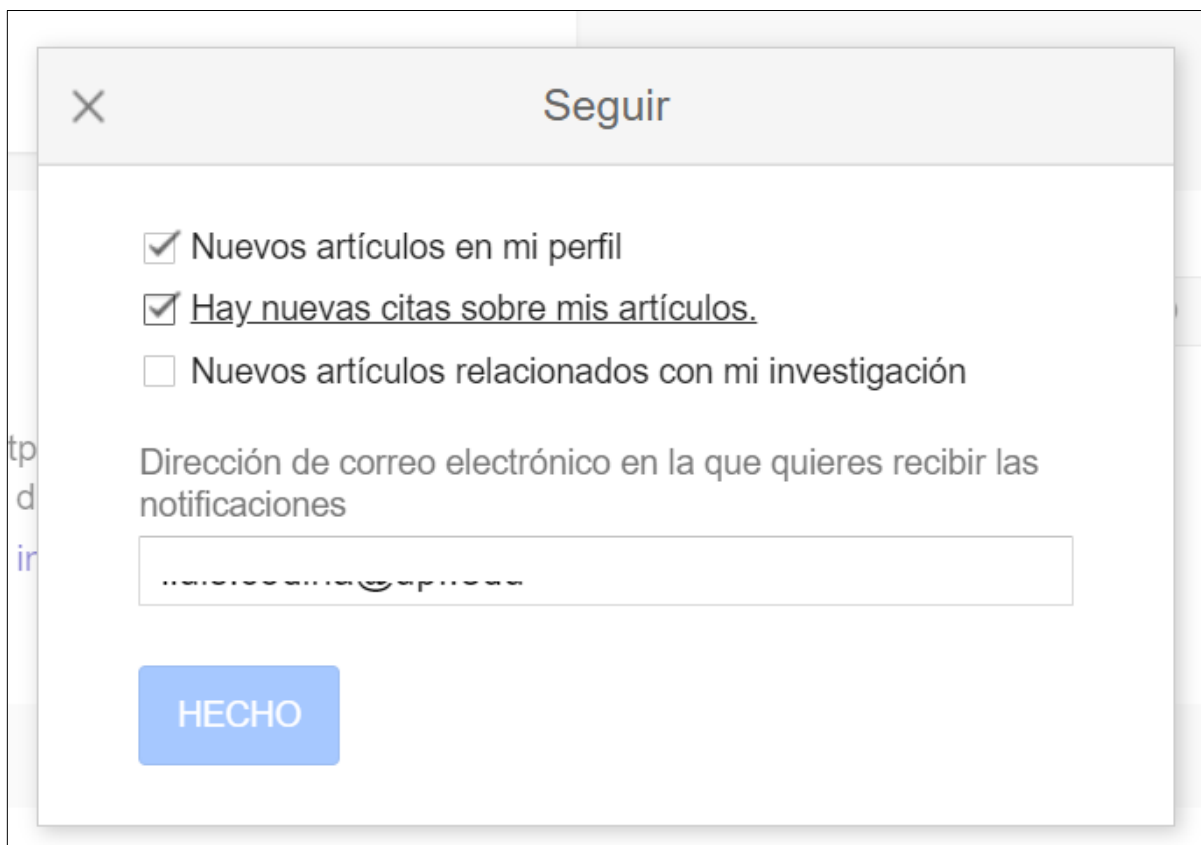 Seguir
Nuevos artículos en mi perfil
Hay nuevas citas sobre mis artículos.
Nuevos artículos relacionados con mi investigación
Dirección de correo electrónico en la que quieres recibir las
notificaciones
HECHO